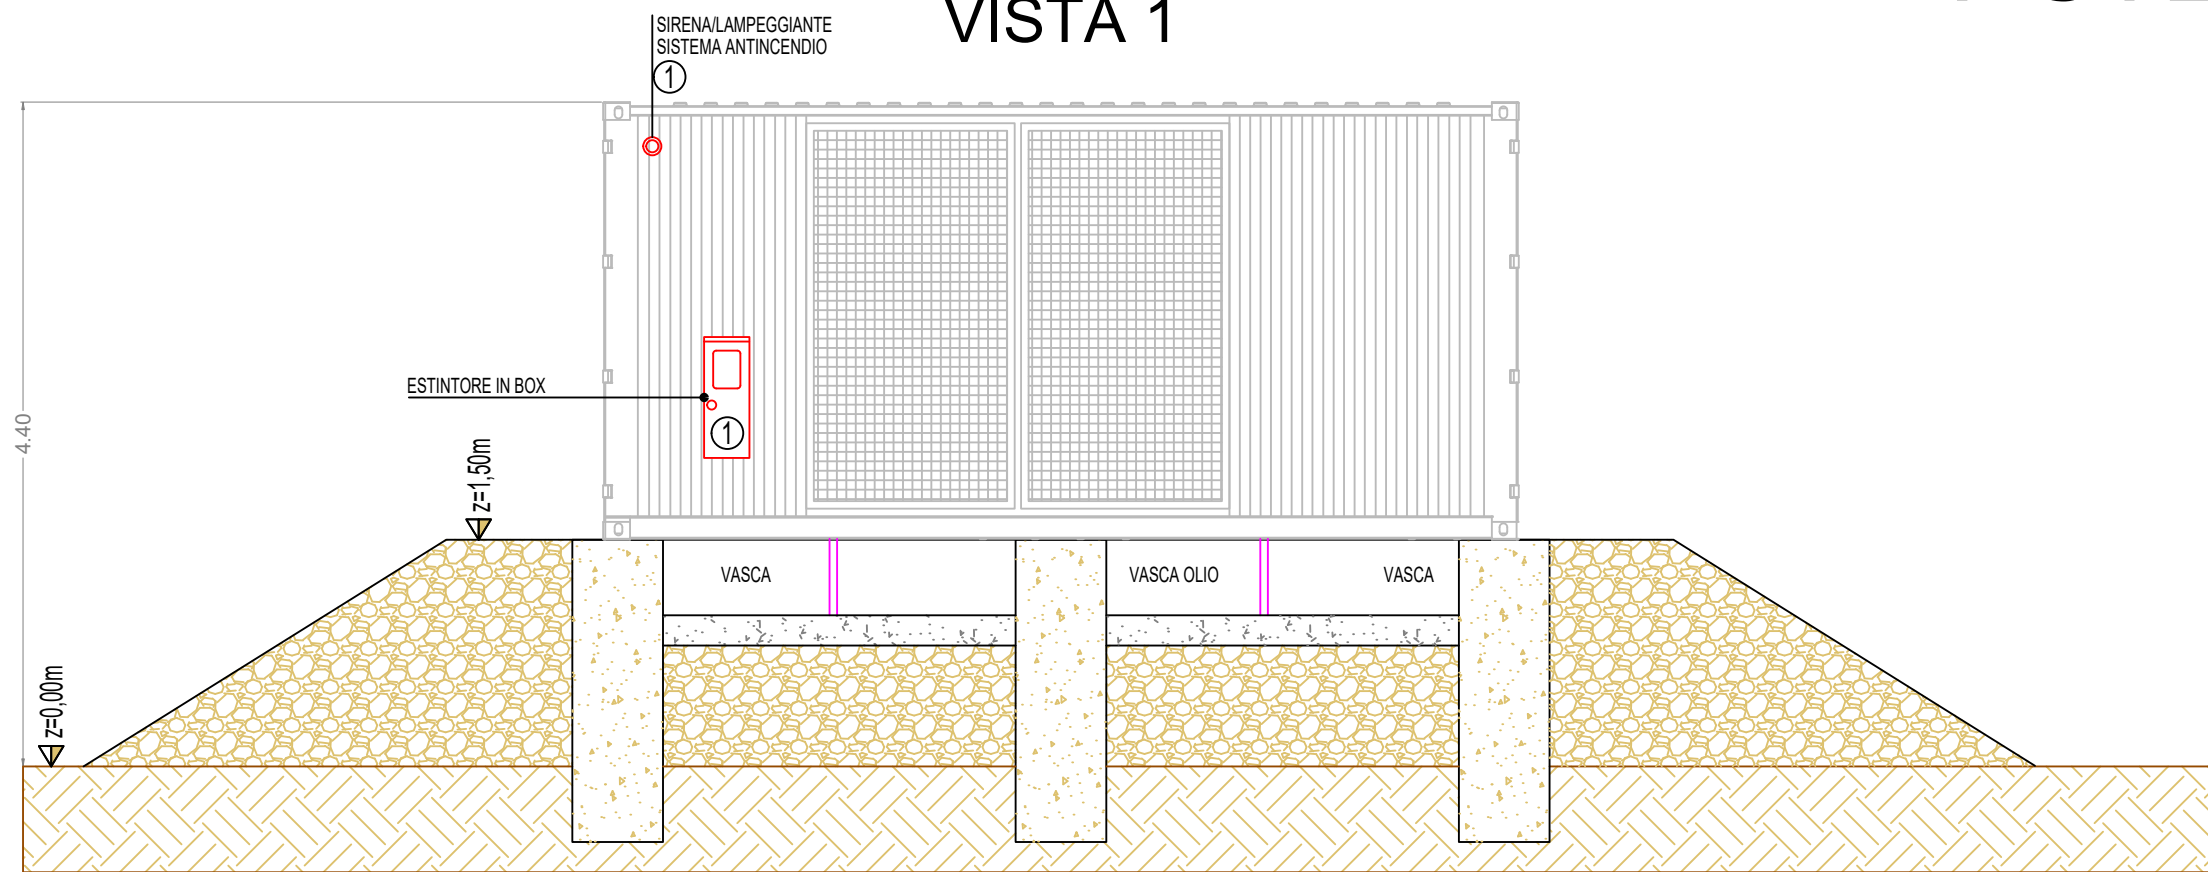 VISTA 1
SIRENA/LAMPEGGIANTE
SISTEMA ANTINCENDIO
1
ESTINTORE IN BOX
1
4.40
z=1,50m
z=0,00m
VASCA
VASCA OLIO
VASCA